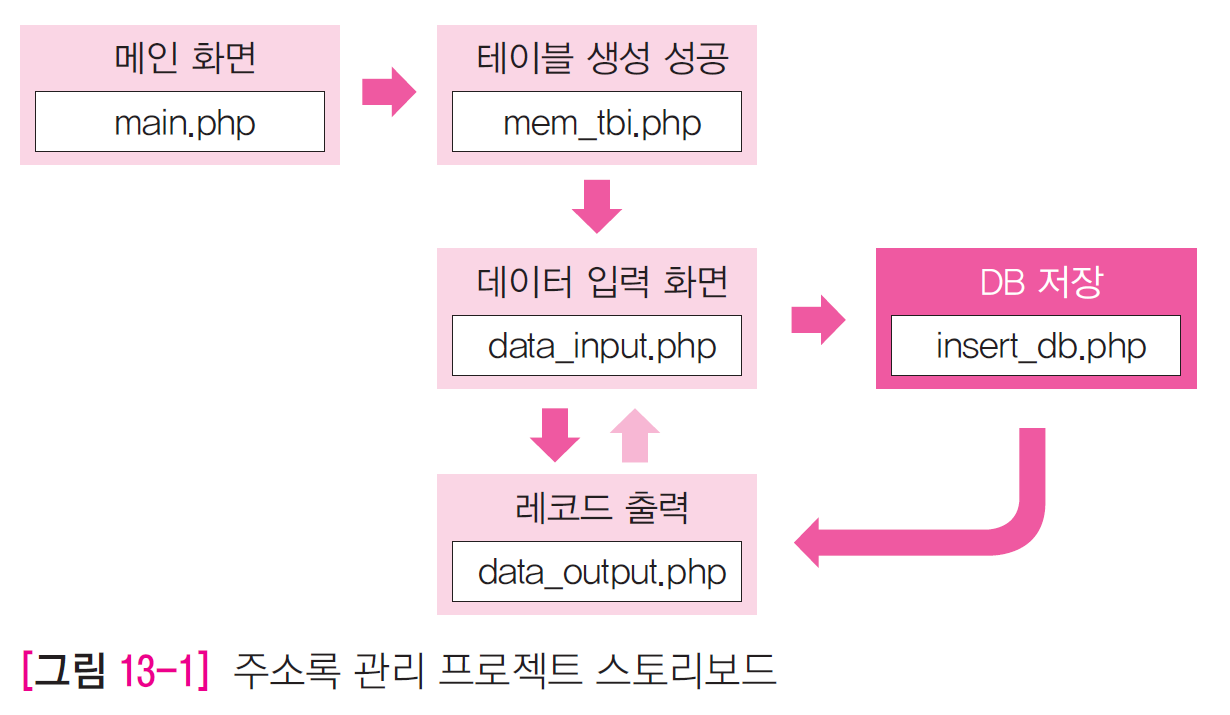 메인 화면
main.php
테이블 생성 성공
mem_tbi.php
데이터 입력 화면
data_input.php
DB 저장
insert_db.php
레코드 출력
data_output.php
[그림 13-1] 주소록 관리 프로젝트 스토리보드